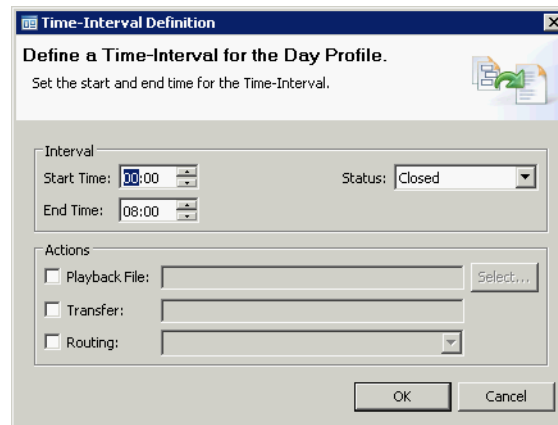 Time-Interval Definition
Define a Time-Interval for the Day Profile.
Set the start and end time for the Time-Interval.
Interval
Start Time: 00:00 Status: Closed
End Time: 08:00
Actions
Playback File: Select...
Transfer:
Routing:
OK Cancel